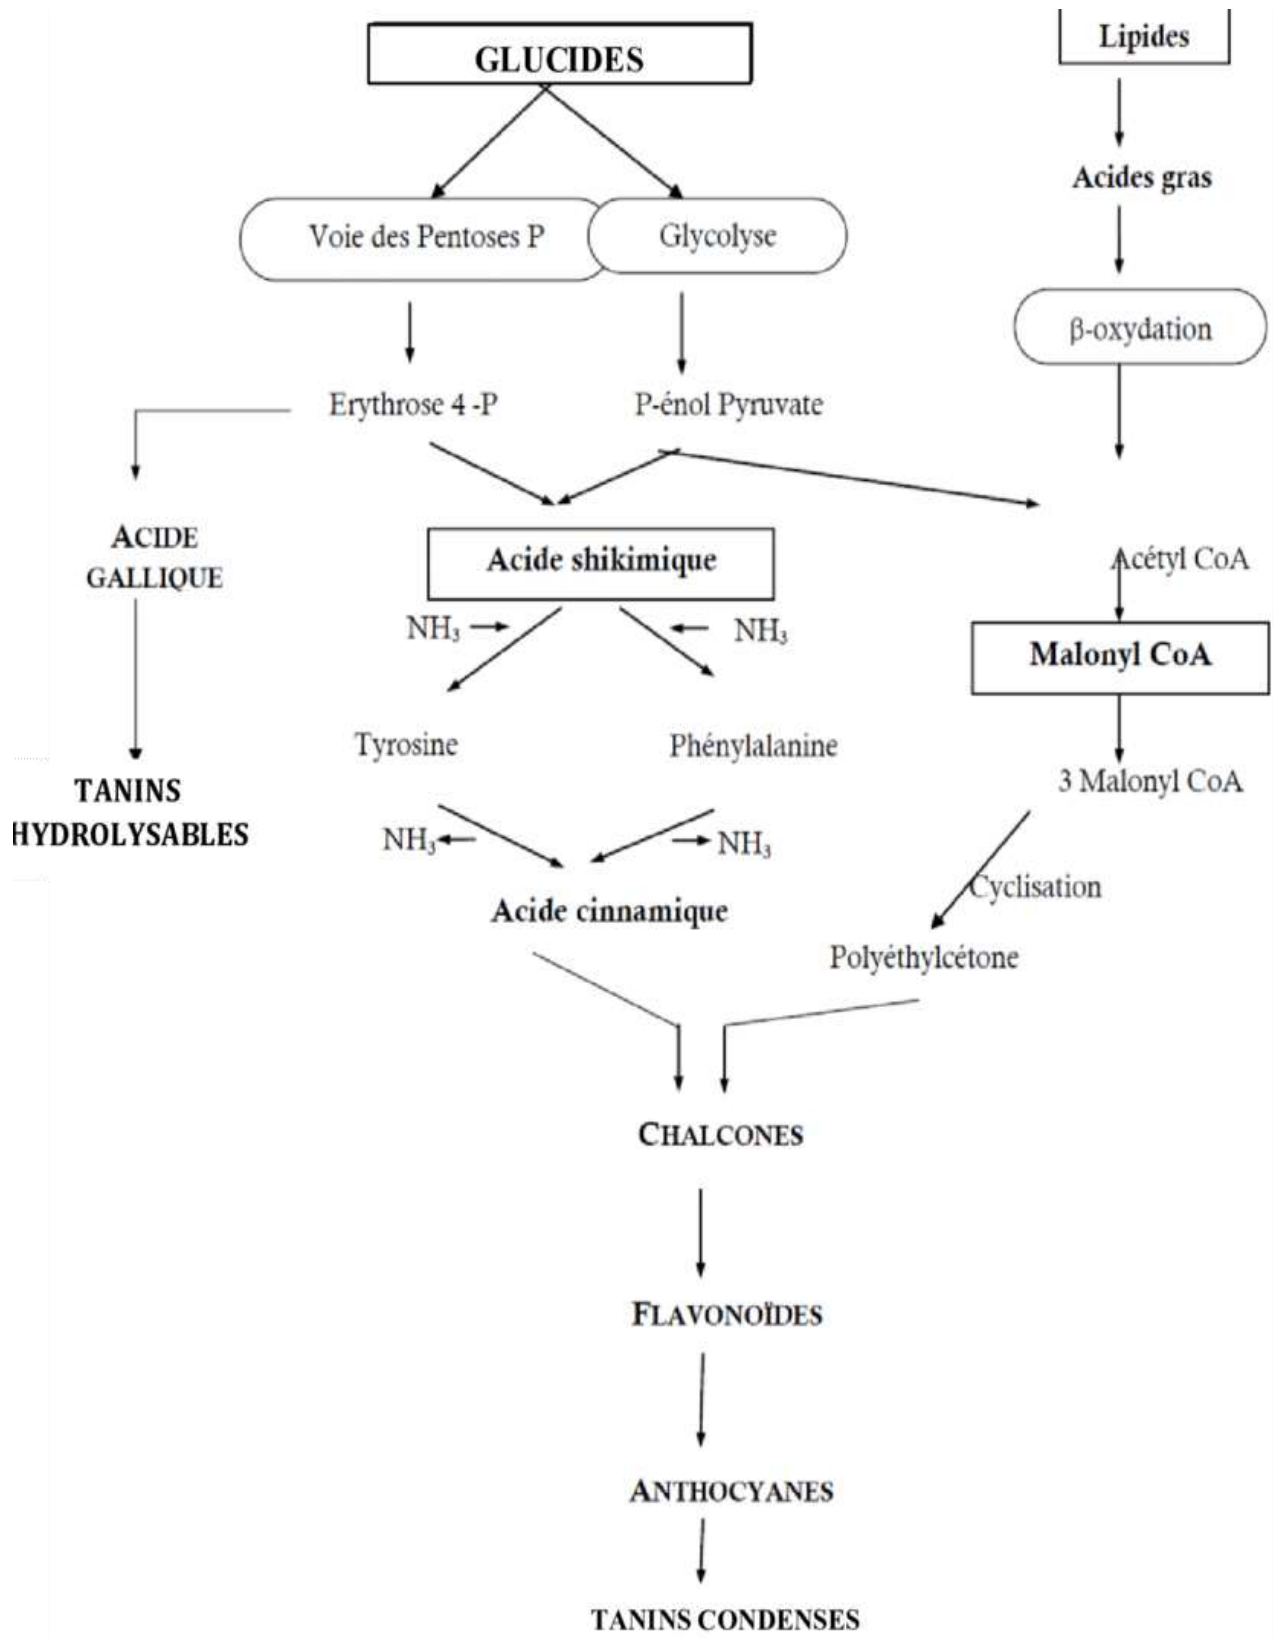 GLUCIDES
Lipides
Acides gras
Voie des Pentoses P
Glycolyse
β-oxydation
Erythrose 4 -P
P-énol Pyruvate
ACIDE
GALLIQUE
Acide shikimique
Acétyl CoA
NH₃
NH₃
Malonyl CoA
Tyrosine
Phénylalanine
3 Malonyl CoA
TANINS
HYDROLYSABLES
NH₃
NH₃
Cyclisation
Acide cinnamique
Polyéthylcétone
CHALCONES
FLAVONOÏDES
ANTHOCYANES
TANINS CONDENSES